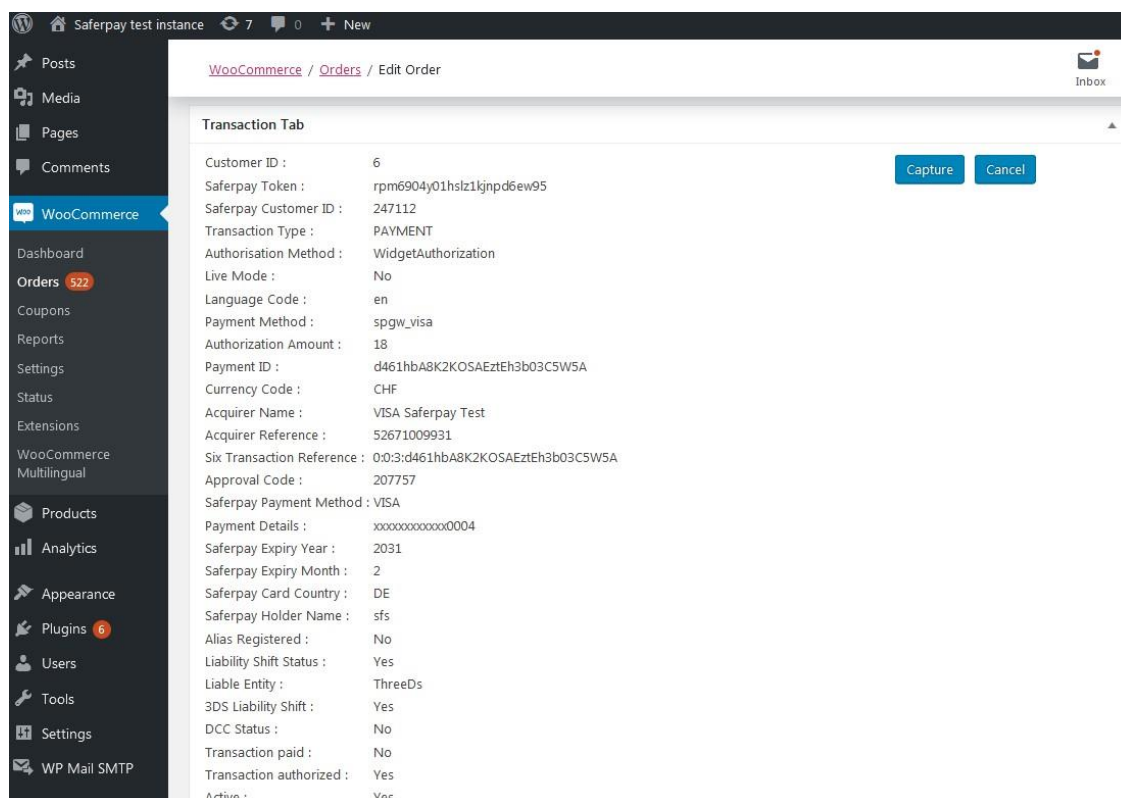 Saferpay test instance 7 0 + New
Posts
Media
Pages
Comments
WooCommerce
Dashboard
Orders 522
Coupons
Reports
Settings
Status
Extensions
WooCommerce
Multilingual
Products
Analytics
Appearance
Plugins 6
Users
Tools
Settings
WP Mail SMTP
WooCommerce / Orders / Edit Order
Inbox
Transaction Tab
Capture Cancel
Customer ID : 6
Saferpay Token : rpm6904y01hslz1kjnpd6ew95
Saferpay Customer ID : 247112
Transaction Type : PAYMENT
Authorisation Method : WidgetAuthorization
Live Mode : No
Language Code : en
Payment Method : spgw_visa
Authorization Amount : 18
Payment ID : d461hbA8K2KOSAEztEh3b03C5W5A
Currency Code : CHF
Acquirer Name : VISA Saferpay Test
Acquirer Reference : 52671009931
Six Transaction Reference : 0:0:3:d461hbA8K2KOSAEztEh3b03C5W5A
Approval Code : 207757
Saferpay Payment Method : VISA
Payment Details : xxxxxxxxxxxx0004
Saferpay Expiry Year : 2031
Saferpay Expiry Month : 2
Saferpay Card Country : DE
Saferpay Holder Name : sfs
Alias Registered : No
Liability Shift Status : Yes
Liable Entity : ThreeDs
3DS Liability Shift : Yes
DCC Status : No
Transaction paid : No
Transaction authorized : Yes
Active : Yes